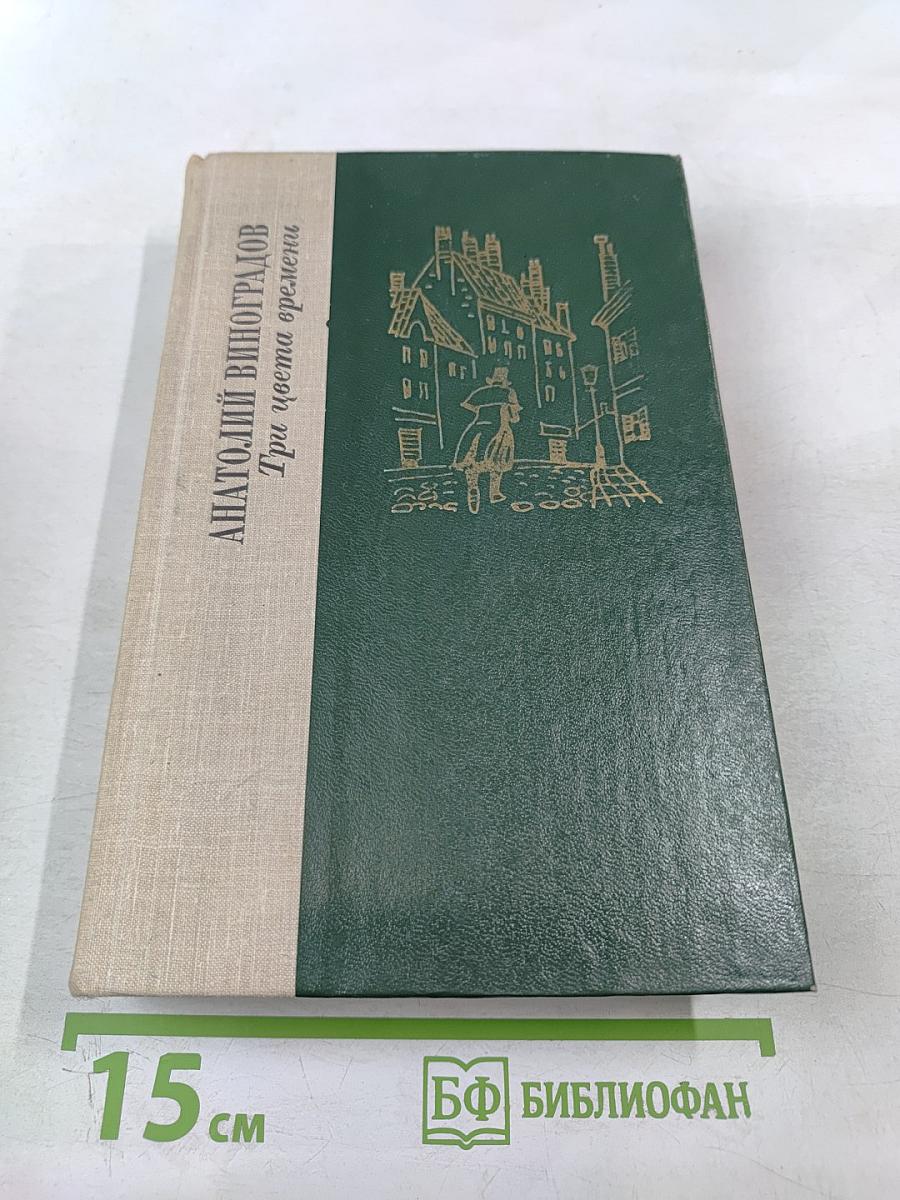 АНАТОЛИЙ ВИНОГРАДОВ
Три цвета времени
15 см
БФ БИБЛИОФАН